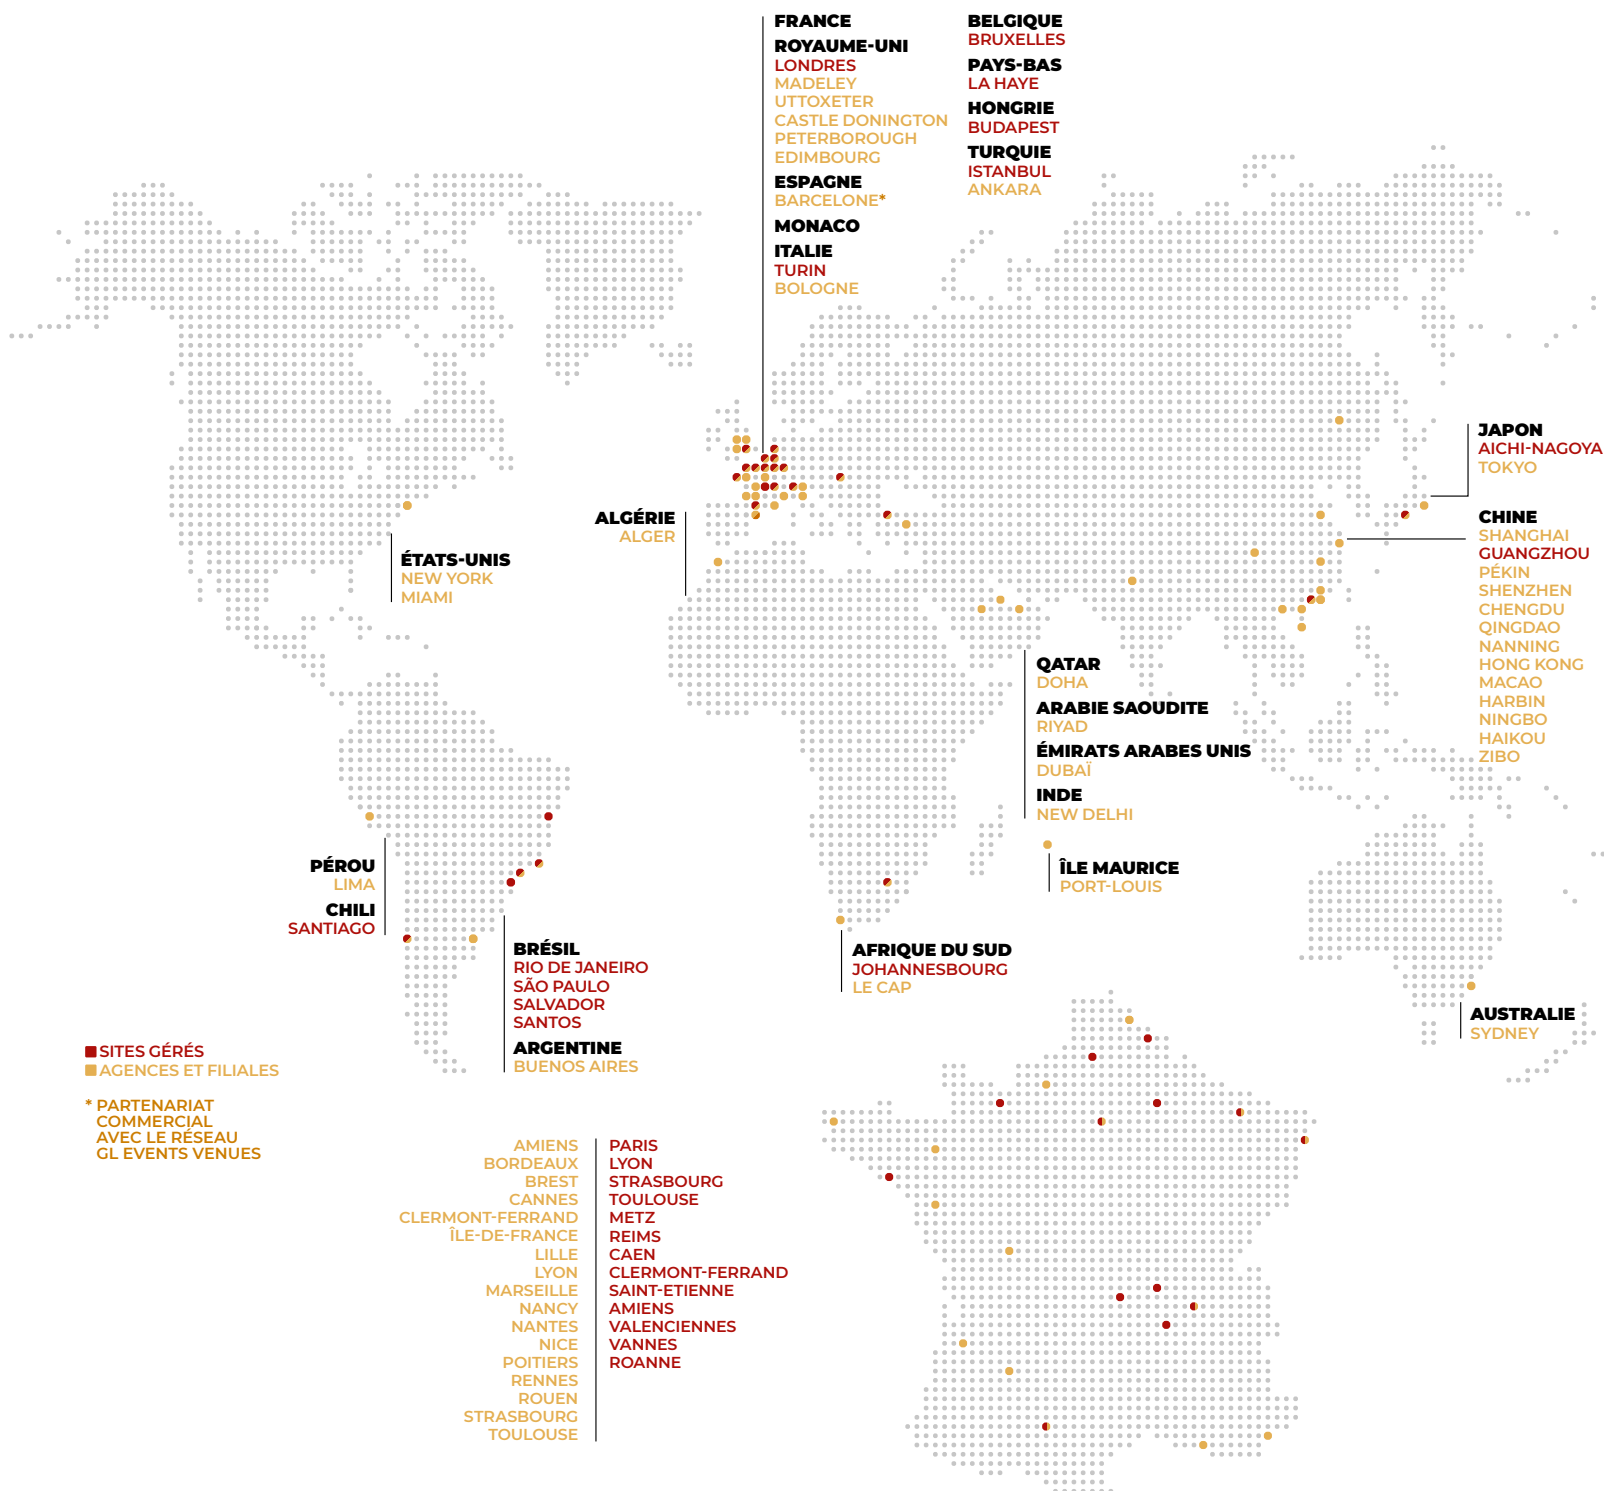 FRANCE
ROYAUME-UNI
LONDRES
MADELEY
UTTOXETER
CASTLE DONINGTON
PETERBOROUGH
EDIMBOURG
ESPAGNE
BARCELONE*
MONACO
ITALIE
TURIN
BOLOGNE
BELGIQUE
BRUXELLES
PAYS-BAS
LA HAYE
HONGRIE
BUDAPEST
TURQUIE
ISTANBUL
ANKARA
JAPON
AICHI-NAGOYA
TOKYO
CHINE
SHANGHAI
GUANGZHOU
PÉKIN
SHENZHEN
CHENGDU
QINGDAO
NANNING
HONG KONG
MACAO
HARBIN
NINGBO
HAIKOU
ZIBO
ALGÉRIE
ALGER
ÉTATS-UNIS
NEW YORK
MIAMI
QATAR
DOHA
ARABIE SAOUDITE
RIYAD
ÉMIRATS ARABES UNIS
DUBAÏ
INDE
NEW DELHI
ÎLE MAURICE
PORT-LOUIS
PÉROU
LIMA
CHILI
SANTIAGO
BRÉSIL
RIO DE JANEIRO
SÃO PAULO
SALVADOR
SANTOS
ARGENTINE
BUENOS AIRES
AFRIQUE DU SUD
JOHANNESBOURG
LE CAP
AUSTRALIE
SYDNEY
SITES GÉRÉS
AGENCES ET FILIALES
* PARTENARIAT
COMMERCIAL
AVEC LE RÉSEAU
GL EVENTS VENUES
AMIENS
BORDEAUX
BREST
CANNES
CLERMONT-FERRAND
ÎLE-DE-FRANCE
LILLE
LYON
MARSEILLE
NANCY
NANTES
NICE
POITIERS
RENNES
ROUEN
STRASBOURG
TOULOUSE
PARIS
LYON
STRASBOURG
TOULOUSE
METZ
REIMS
CAEN
CLERMONT-FERRAND
SAINT-ETIENNE
AMIENS
VALENCIENNES
VANNES
ROANNE